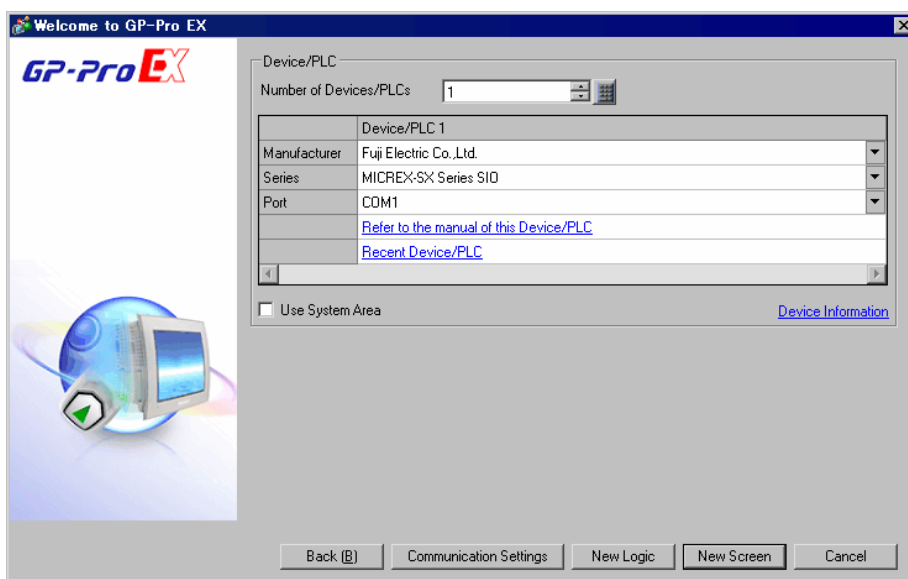 Welcome to GP-Pro EX
GP-Pro EX
Device/PLC
Number of Devices/PLCs 1
Device/PLC 1
Manufacturer Fuji Electric Co.,Ltd.
Series MICREX-SX Series SIO
Port COM1
Refer to the manual of this Device/PLC
Recent Device/PLC
Use System Area Device Information
Back (B) Communication Settings New Logic New Screen Cancel